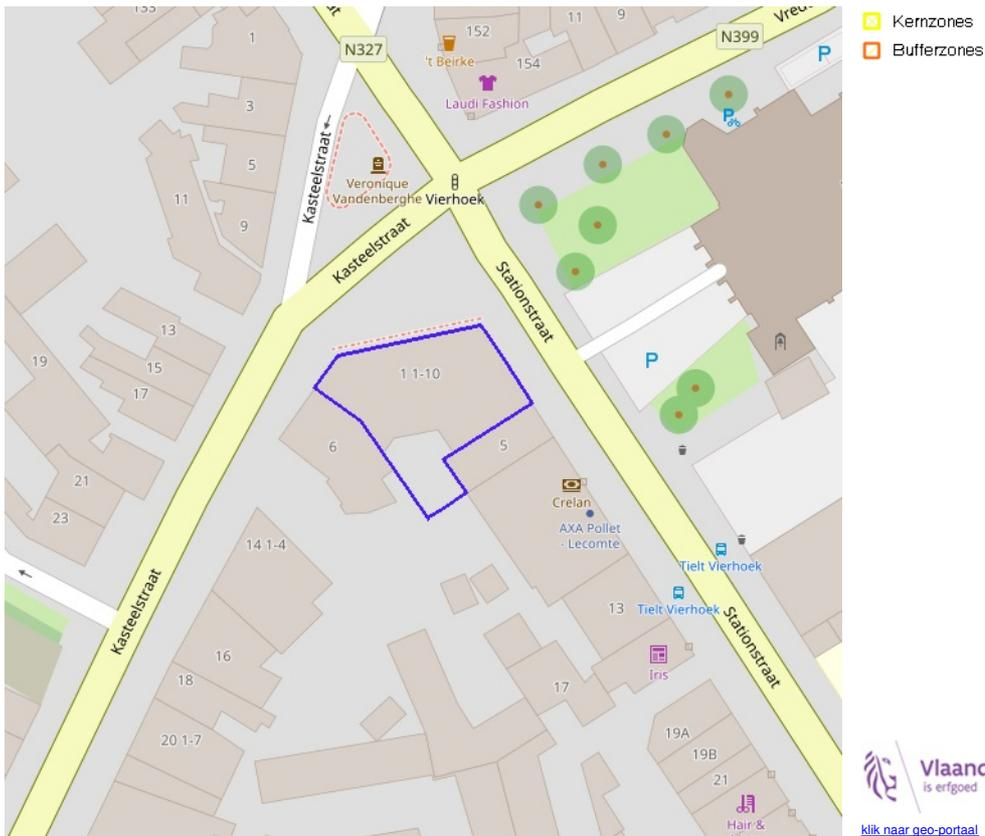 133
152
11
9
Vred
N399
P
Kernzones
Bufferzones
N327
't Beirke
154
Laudi Fashion
1
3
5
9
11
Kasteelstraat
Veronique
Vandenberghe
Vierhoek
Kasteelstraat
Stationstraat
P
P
1 1-10
13
15
17
19
6
5
21
23
Crelan
AXA Pollet
- Lecomte
14 1-4
Tielt Vierhoek
Tielt Vierhoek
13
Kasteelstraat
Stationstraat
16
18
Iris
17
20 1-7
19A
19B
21
Hair &
Vlaand
is erfgoed
klik naar geo-portaal